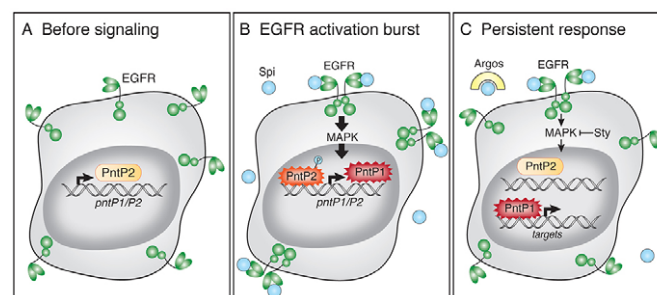 A Before signaling
EGFR
PntP2
pntP1/P2
B EGFR activation burst
Spi
EGFR
MAPK
P
PntP2
PntP1
pntP1/P2
C Persistent response
Argos
EGFR
MAPK Sty
PntP2
PntP1
targets